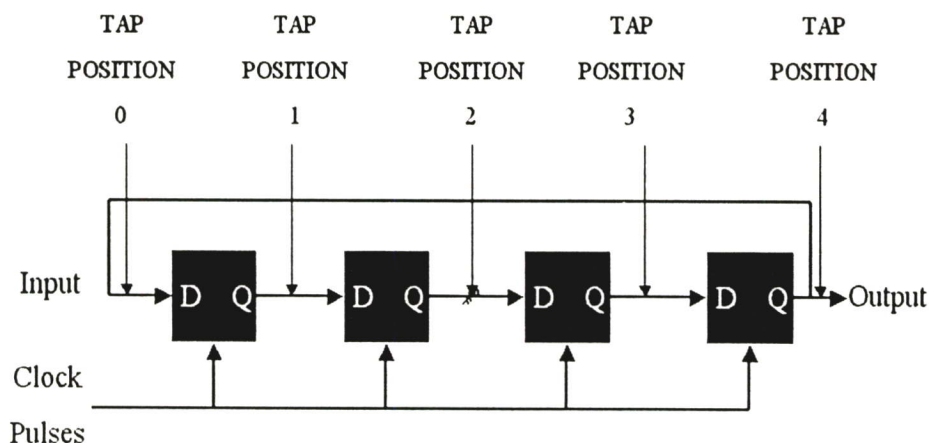 TAP TAP TAP TAP TAP
POSITION POSITION POSITION POSITION POSITION
0 1 2 3 4
Input D Q D Q D Q D Q Output
Clock
Pulses